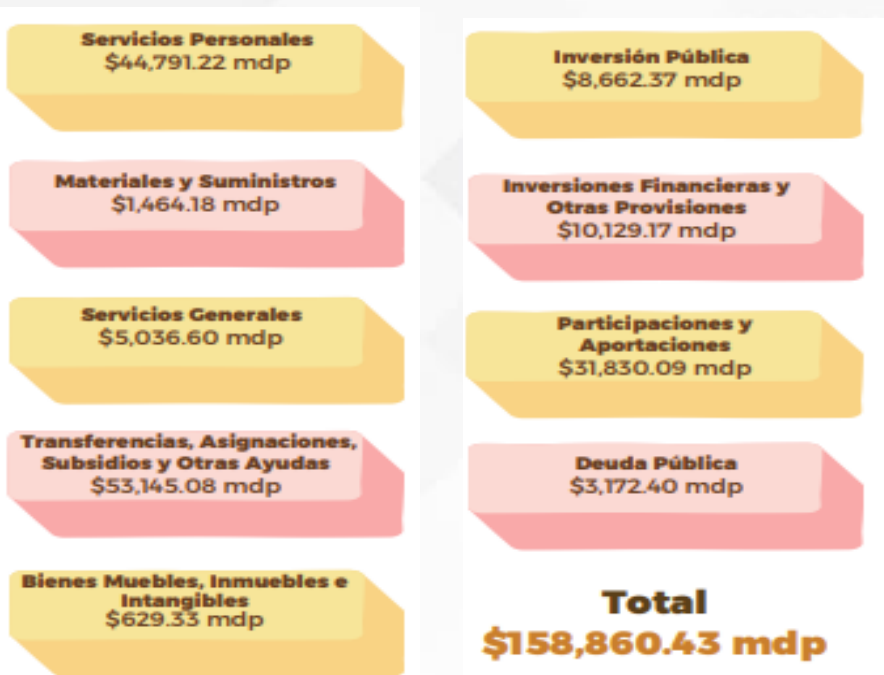 Servicios Personales
$44,791.22 mdp
Materiales y Suministros
$1,464.18 mdp
Servicios Generales
$5,036.60 mdp
Transferencias, Asignaciones,
Subsidios y Otras Ayudas
$53,145.08 mdp
Bienes Muebles, Inmuebles e
Intangibles
$629.33 mdp
Inversión Pública
$8,662.37 mdp
Inversiones Financieras y
Otras Provisiones
$10,129.17 mdp
Participaciones y
Aportaciones
$31,830.09 mdp
Deuda Pública
$3,172.40 mdp
Total
$158,860.43 mdp